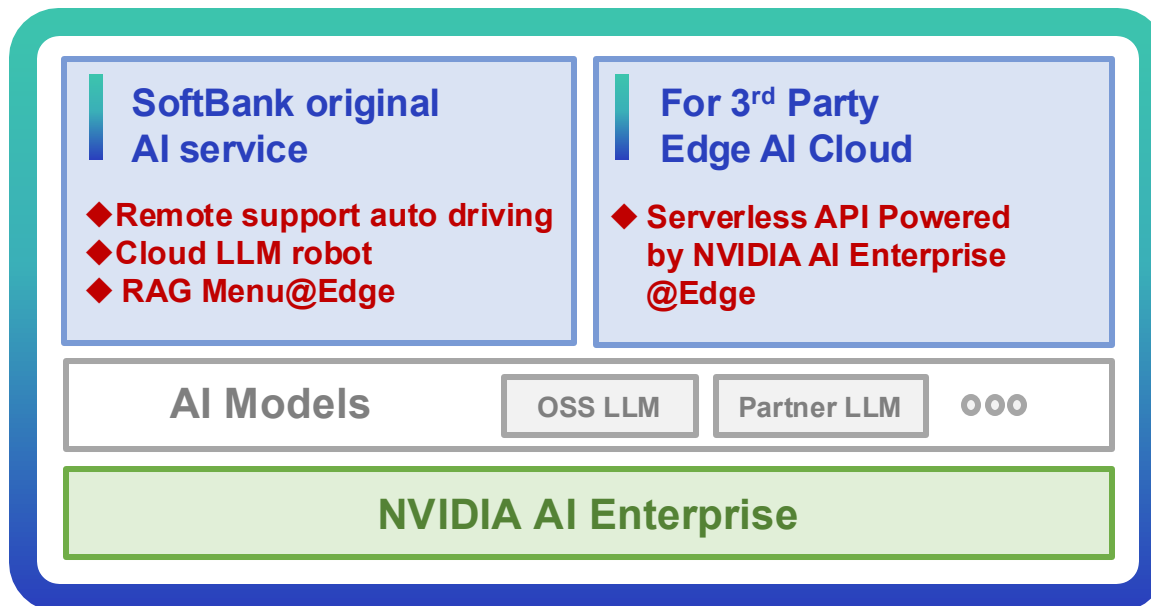 SoftBank original
AI service
◆Remote support auto driving
◆Cloud LLM robot
◆ RAG Menu@Edge
For 3rd Party
Edge AI Cloud
◆ Serverless API Powered
by NVIDIA AI Enterprise
@Edge
AI Models
OSS LLM
Partner LLM
ooo
NVIDIA AI Enterprise